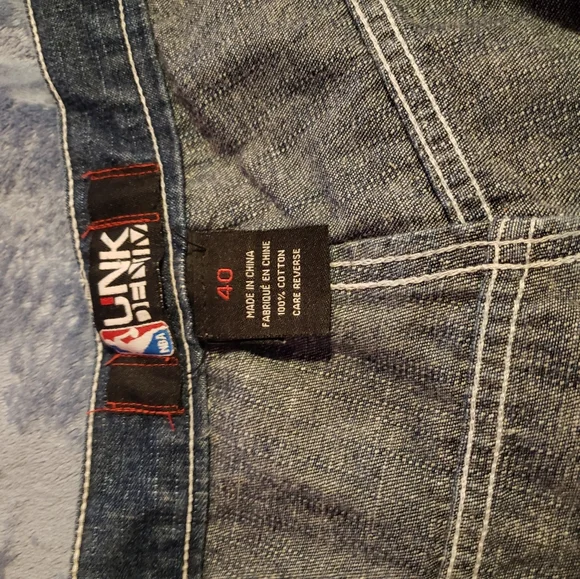 UNK
DENIM
NBA
40
MADE IN CHINA
FABRIQUÉ EN CHINE
100% COTTON
CARE REVERSE